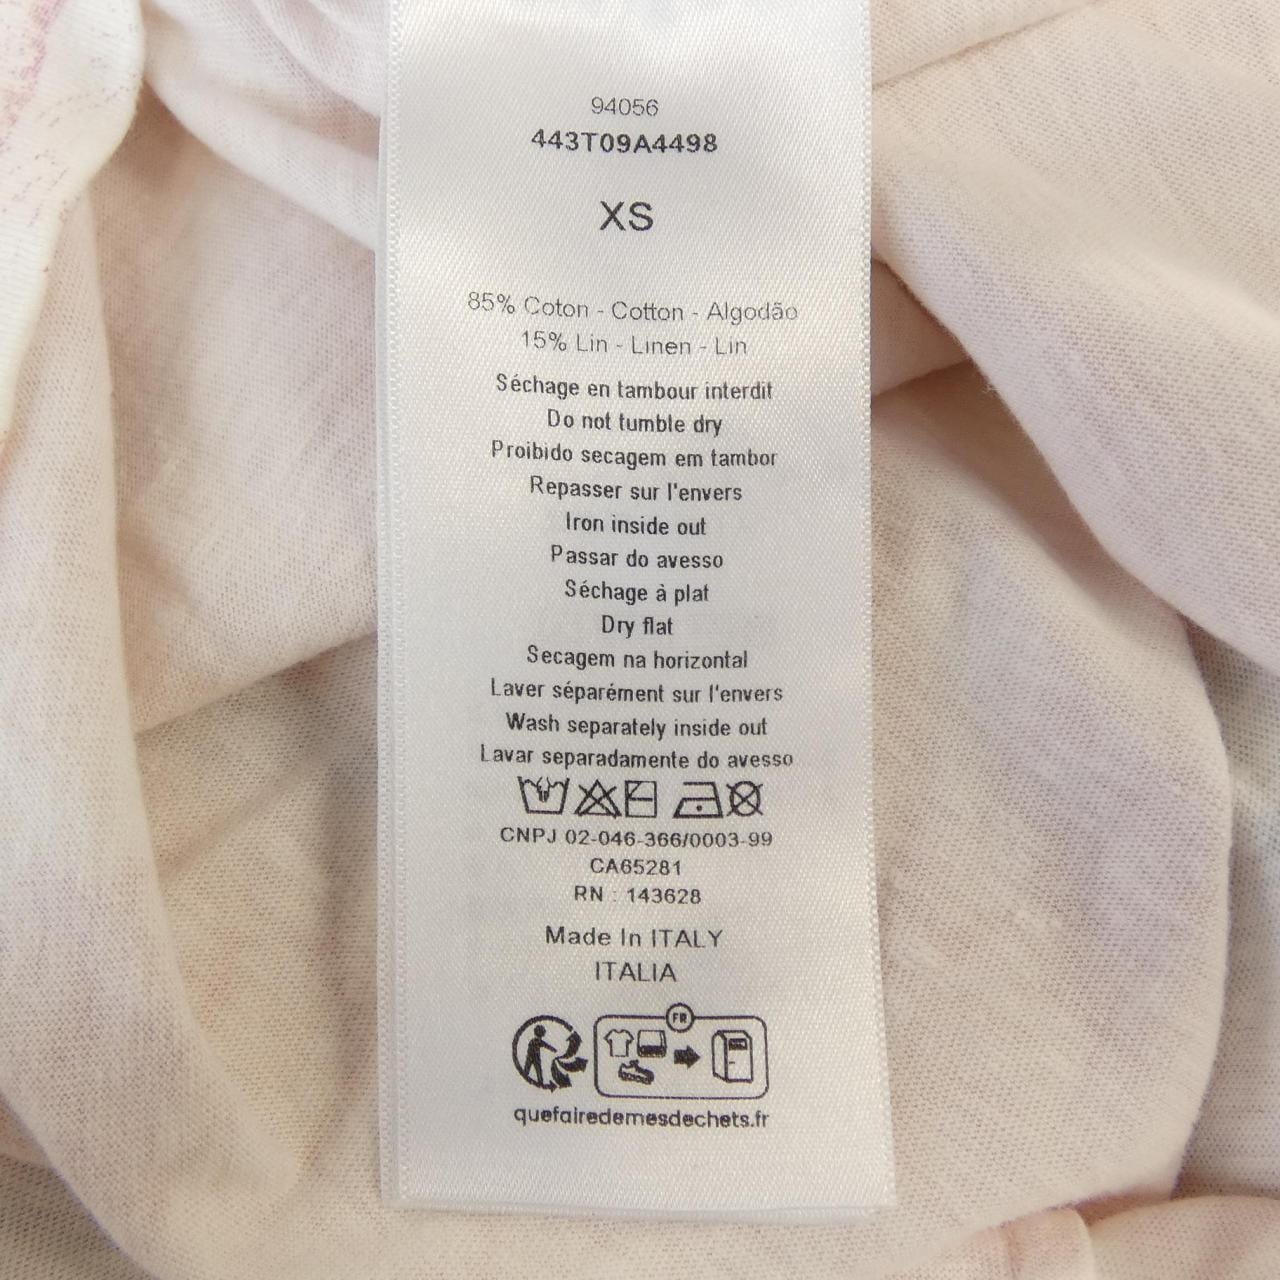 94056
443T09A4498
XS
85% Coton - Cotton - Algodão
15% Lin - Linen - Lin
Séchage en tambour interdit
Do not tumble dry
Proibido secagem em tambor
Repasser sur l'envers
Iron inside out
Passar do avesso
Séchage à plat
Dry flat
Secagem na horizontal
Laver séparément sur l'envers
Wash separately inside out
Lavar separadamente do avesso
CNPJ 02-046-366/0003-99
CA65281
RN : 143628
Made In ITALY
ITALIA
FR
quefairedemesdechets.fr